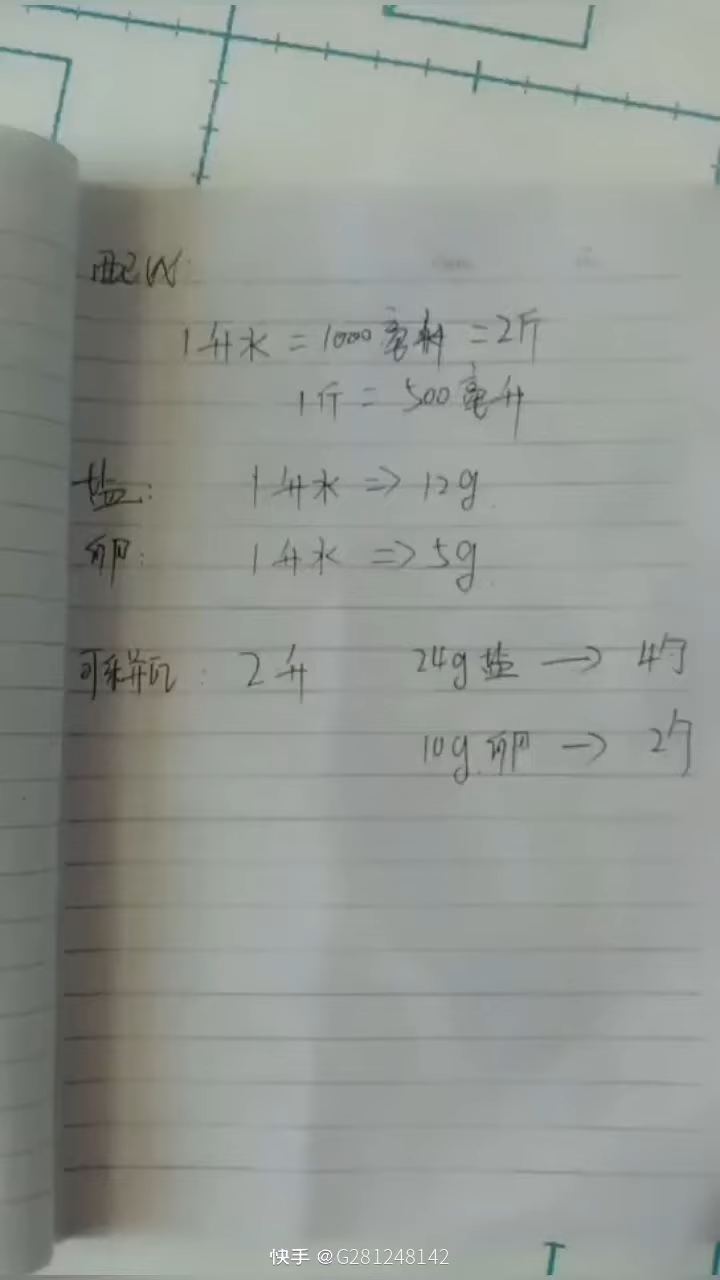 配比:
1升水 = 1000毫升 = 2斤
1斤 = 500毫升
盐: 1升水 => 12g
卵: 1升水 => 5g
可乐瓶: 2升 24g盐 → 4勺
10g卵 → 2勺
快手 @G281248142